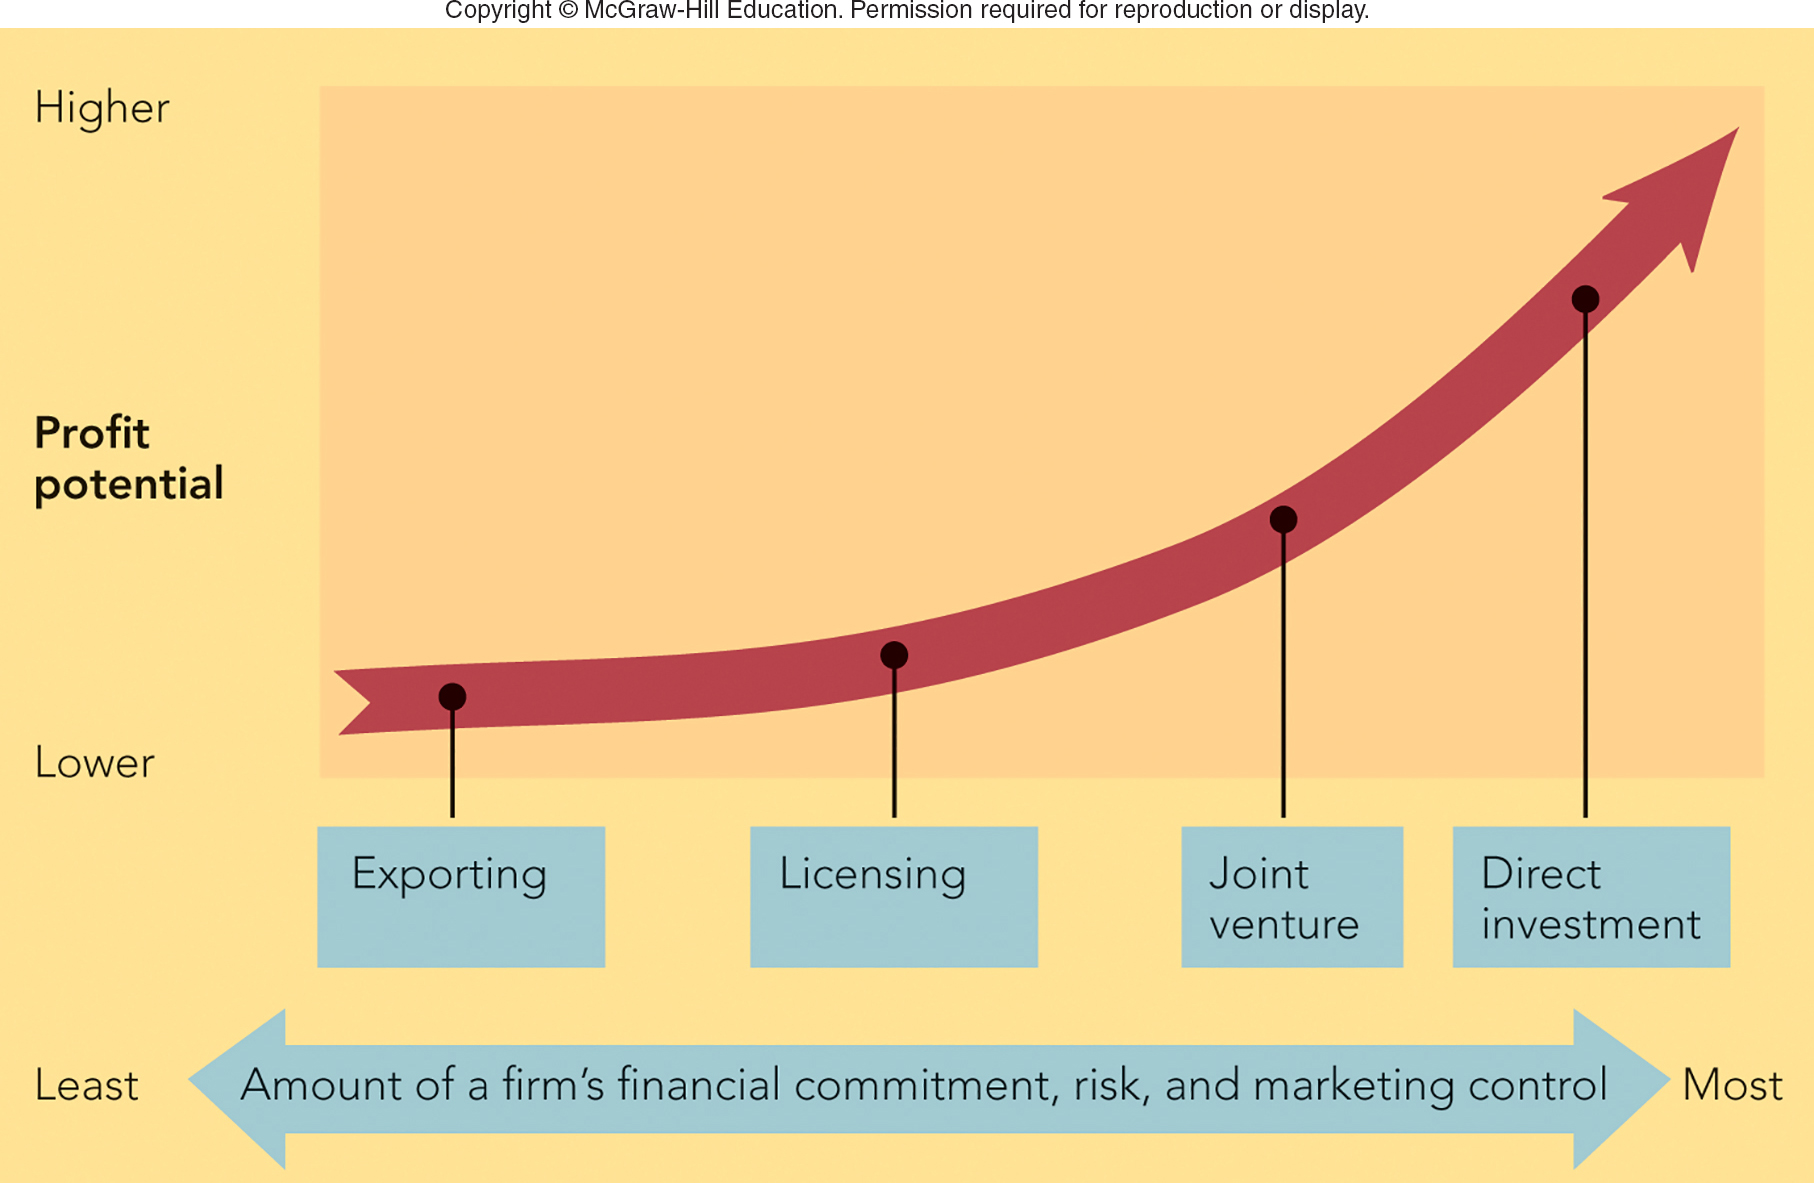 Copyright © McGraw-Hill Education. Permission required for reproduction or display.
Higher
Profit
potential
Lower
Exporting
Licensing
Joint
venture
Direct
investment
Least
Amount of a firm's financial commitment, risk, and marketing control
Most